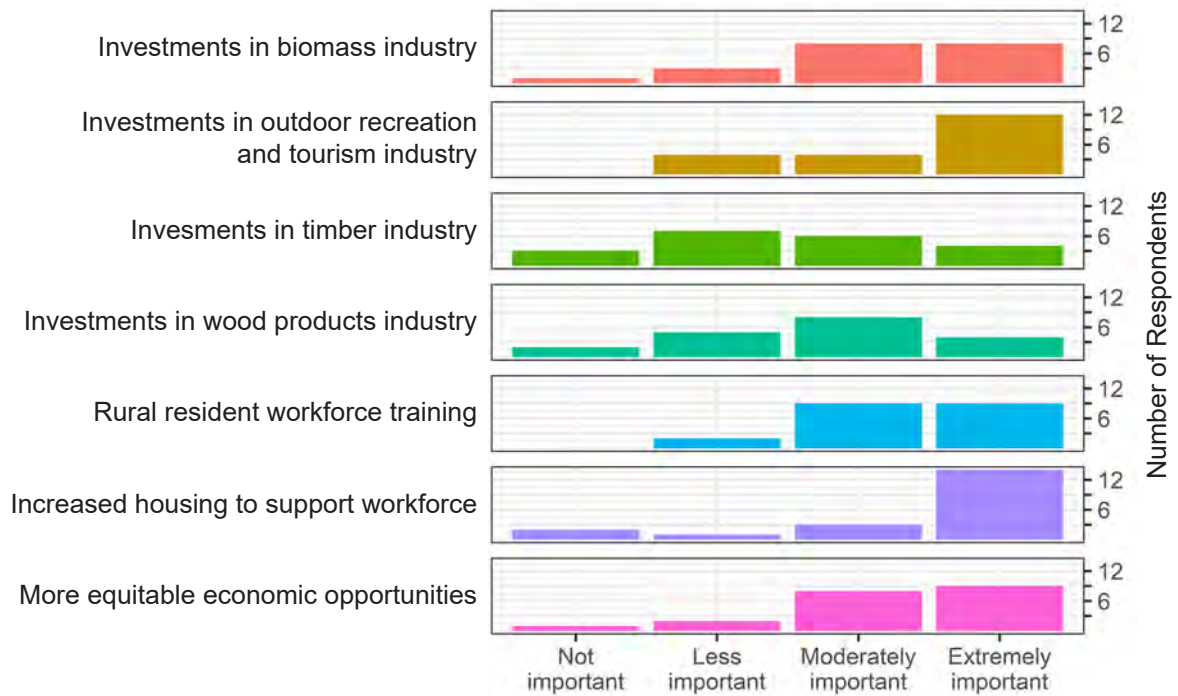 Investments in biomass industry
12
6
Investments in outdoor recreation
and tourism industry
12
6
Invesments in timber industry
12
6
Investments in wood products industry
12
6
Rural resident workforce training
12
6
Increased housing to support workforce
12
6
More equitable economic opportunities
12
6
Number of Respondents
Not
important
Less
important
Moderately
important
Extremely
important